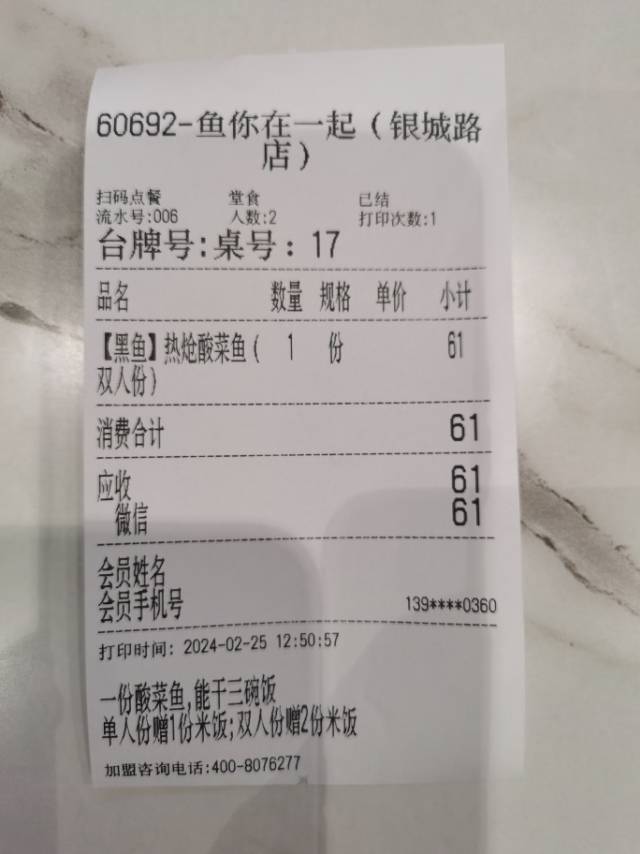 60692-鱼你在一起（银城路
店）
扫码点餐 堂食 已结
流水号:006 人数:2 打印次数:1
台牌号:桌号：17
品名 数量 规格 单价 小计
【黑鱼】热炝酸菜鱼( 1 份 61
双人份）
消费合计 61
应收 61
微信 61
会员姓名
会员手机号 139****0360
打印时间: 2024-02-25 12:50:57
一份酸菜鱼,能干三碗饭
单人份赠1份米饭;双人份赠2份米饭
加盟咨询电话:400-8076277